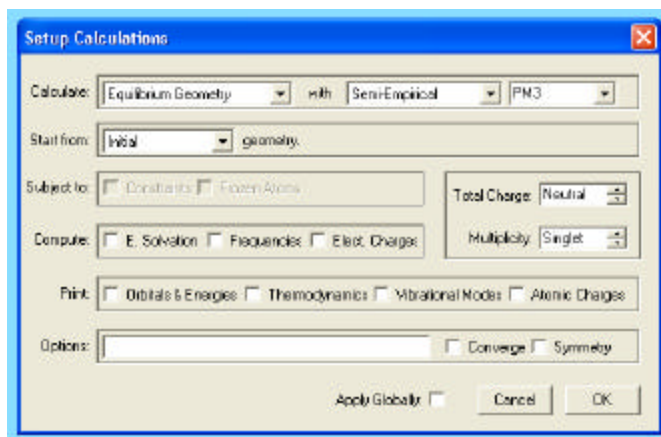 Setup Calculations
Calculate: Equilibrium Geometry with Semi-Empirical PM3
Start from: Initial geometry.
Subject to: Constraints Frozen Atoms
Total Charge: Neutral
Compute: E. Solvation Frequencies Elect. Charges
Multiplicity: Singlet
Print: Orbitals & Energies Thermodynamics Vibrational Modes Atomic Charges
Options: Converge Symmetry
Apply Globally: Cancel OK